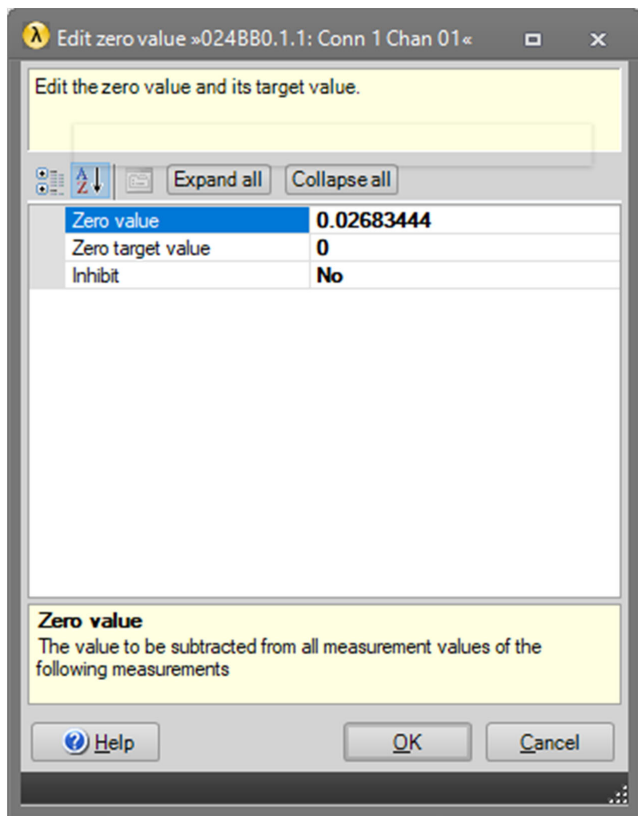 λ Edit zero value »024BB0.1.1: Conn 1 Chan 01«
Edit the zero value and its target value.
A Z Expand all Collapse all
Zero value 0.02683444
Zero target value 0
Inhibit No
Zero value
The value to be subtracted from all measurement values of the
following measurements
? Help OK Cancel